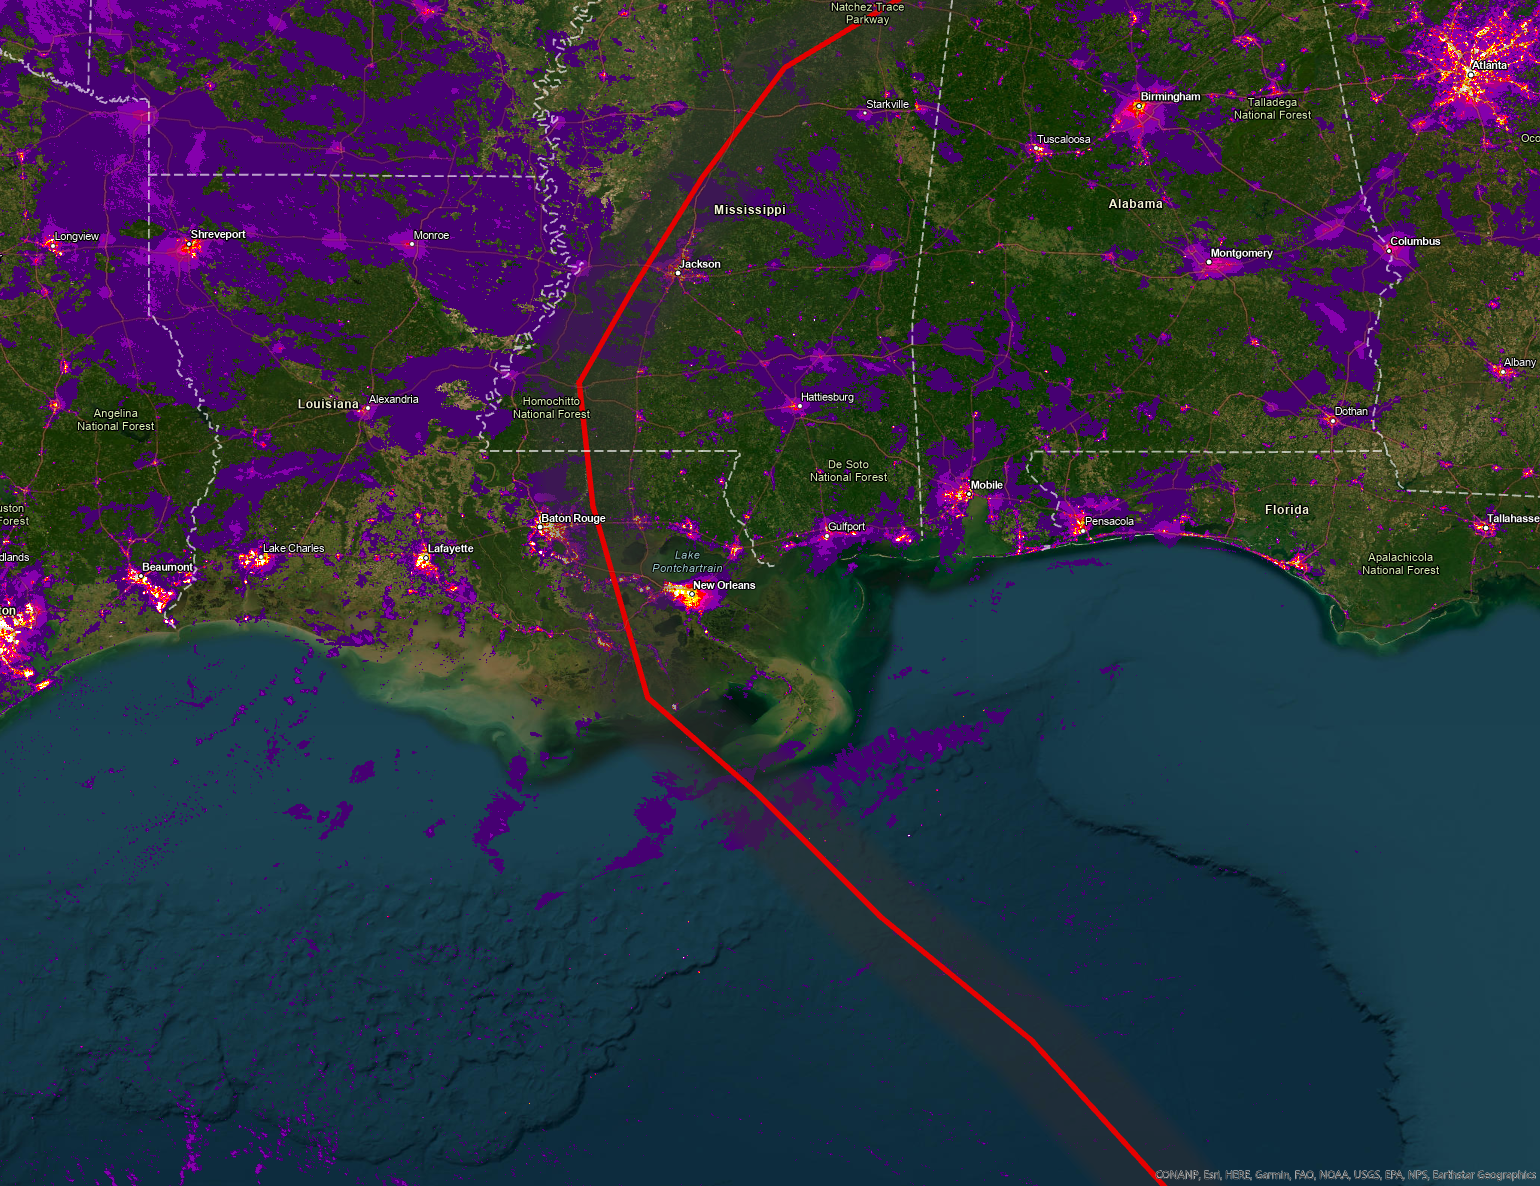 Natchez Trace
Parkway
Atlanta
Birmingham
Talladega
National Forest
Starkville
Tuscaloosa
Oco
Mississippi
Alabama
Longview
Shreveport
Monroe
Jackson
Montgomery
Columbus
Albany
Homochitto
National Forest
Hattiesburg
Louisiana
Alexandria
Angelina
National Forest
Dothan
De Soto
National Forest
Mobile
uston
Forest
Baton Rouge
Gulfport
Pensacola
Florida
Tallahasse
Lake Charles
Lafayette
Lake
Pontchartrain
dlands
Beaumont
New Orleans
Apalachicola
National Forest
ton
CONANP, Esri, HERE, Garmin, FAO, NOAA, USGS, EPA, NPS, Earthstar Geographics